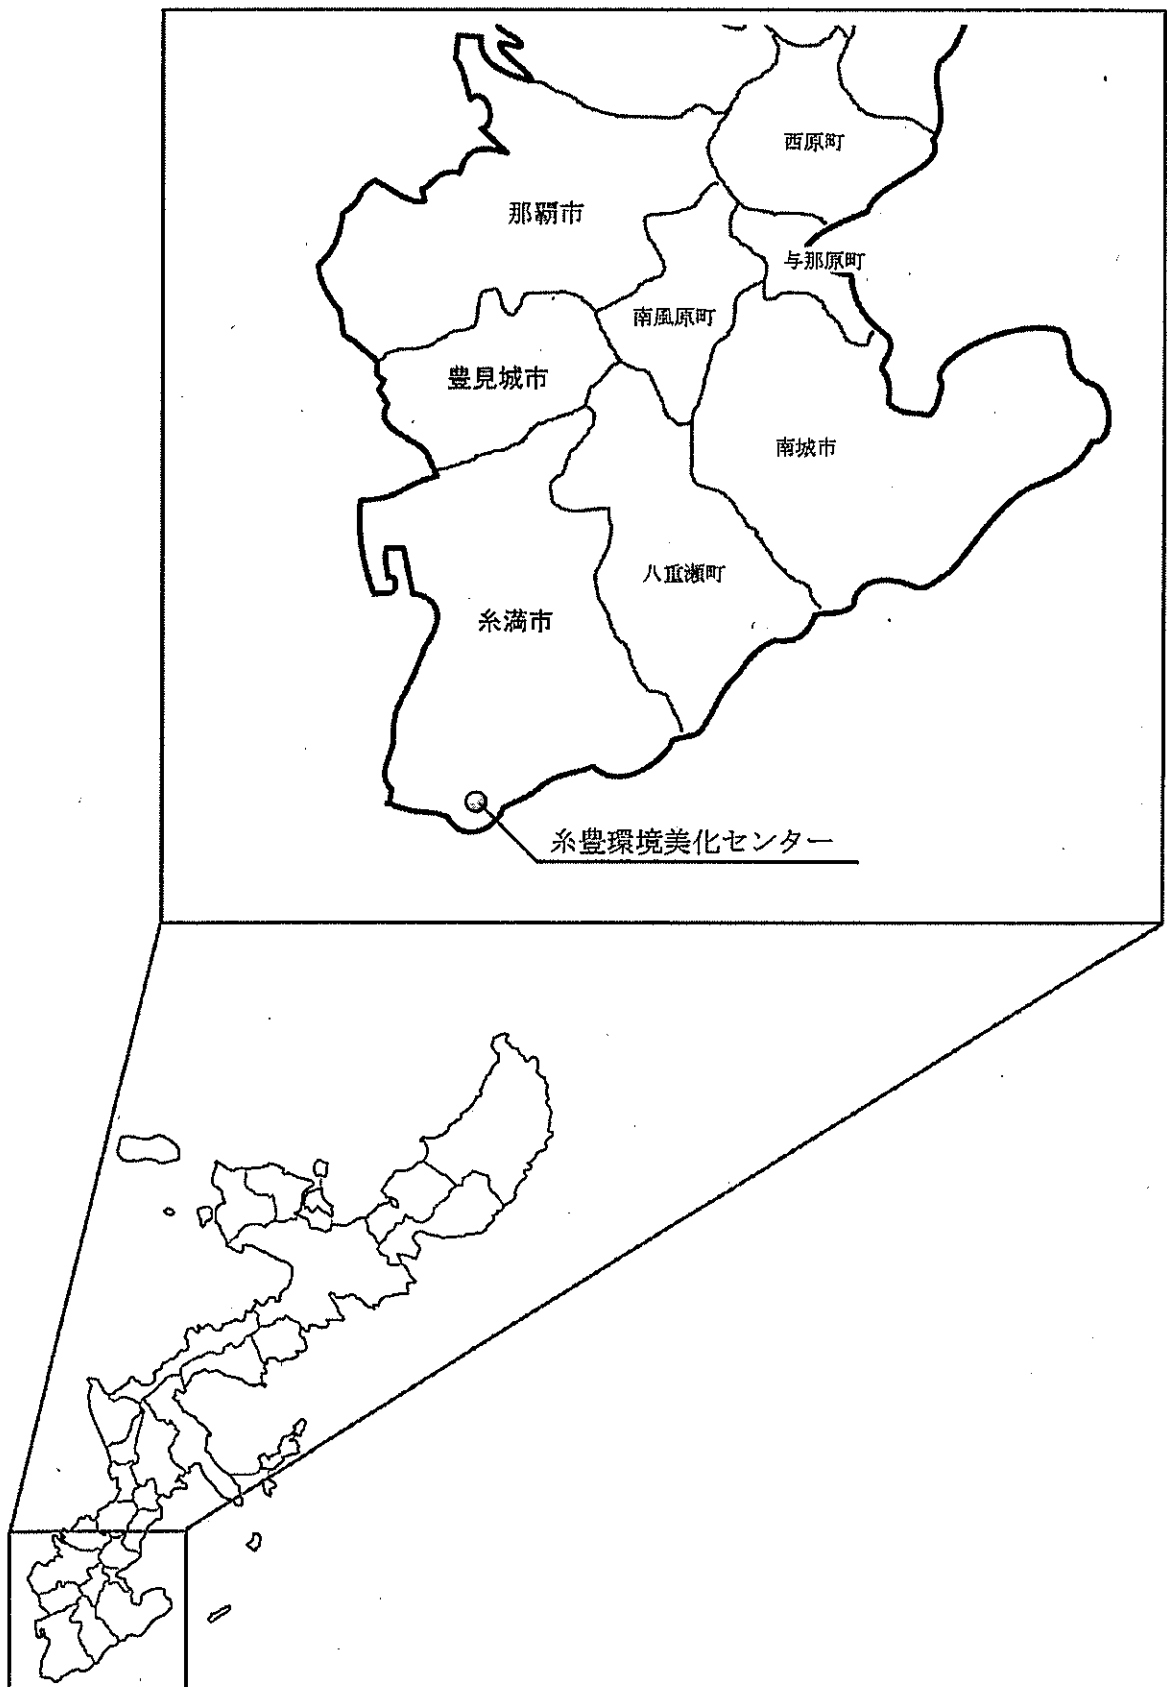 西原町
那覇市
与那原町
南風原町
豊見城市
南城市
八重瀬町
糸満市
糸豊環境美化センター